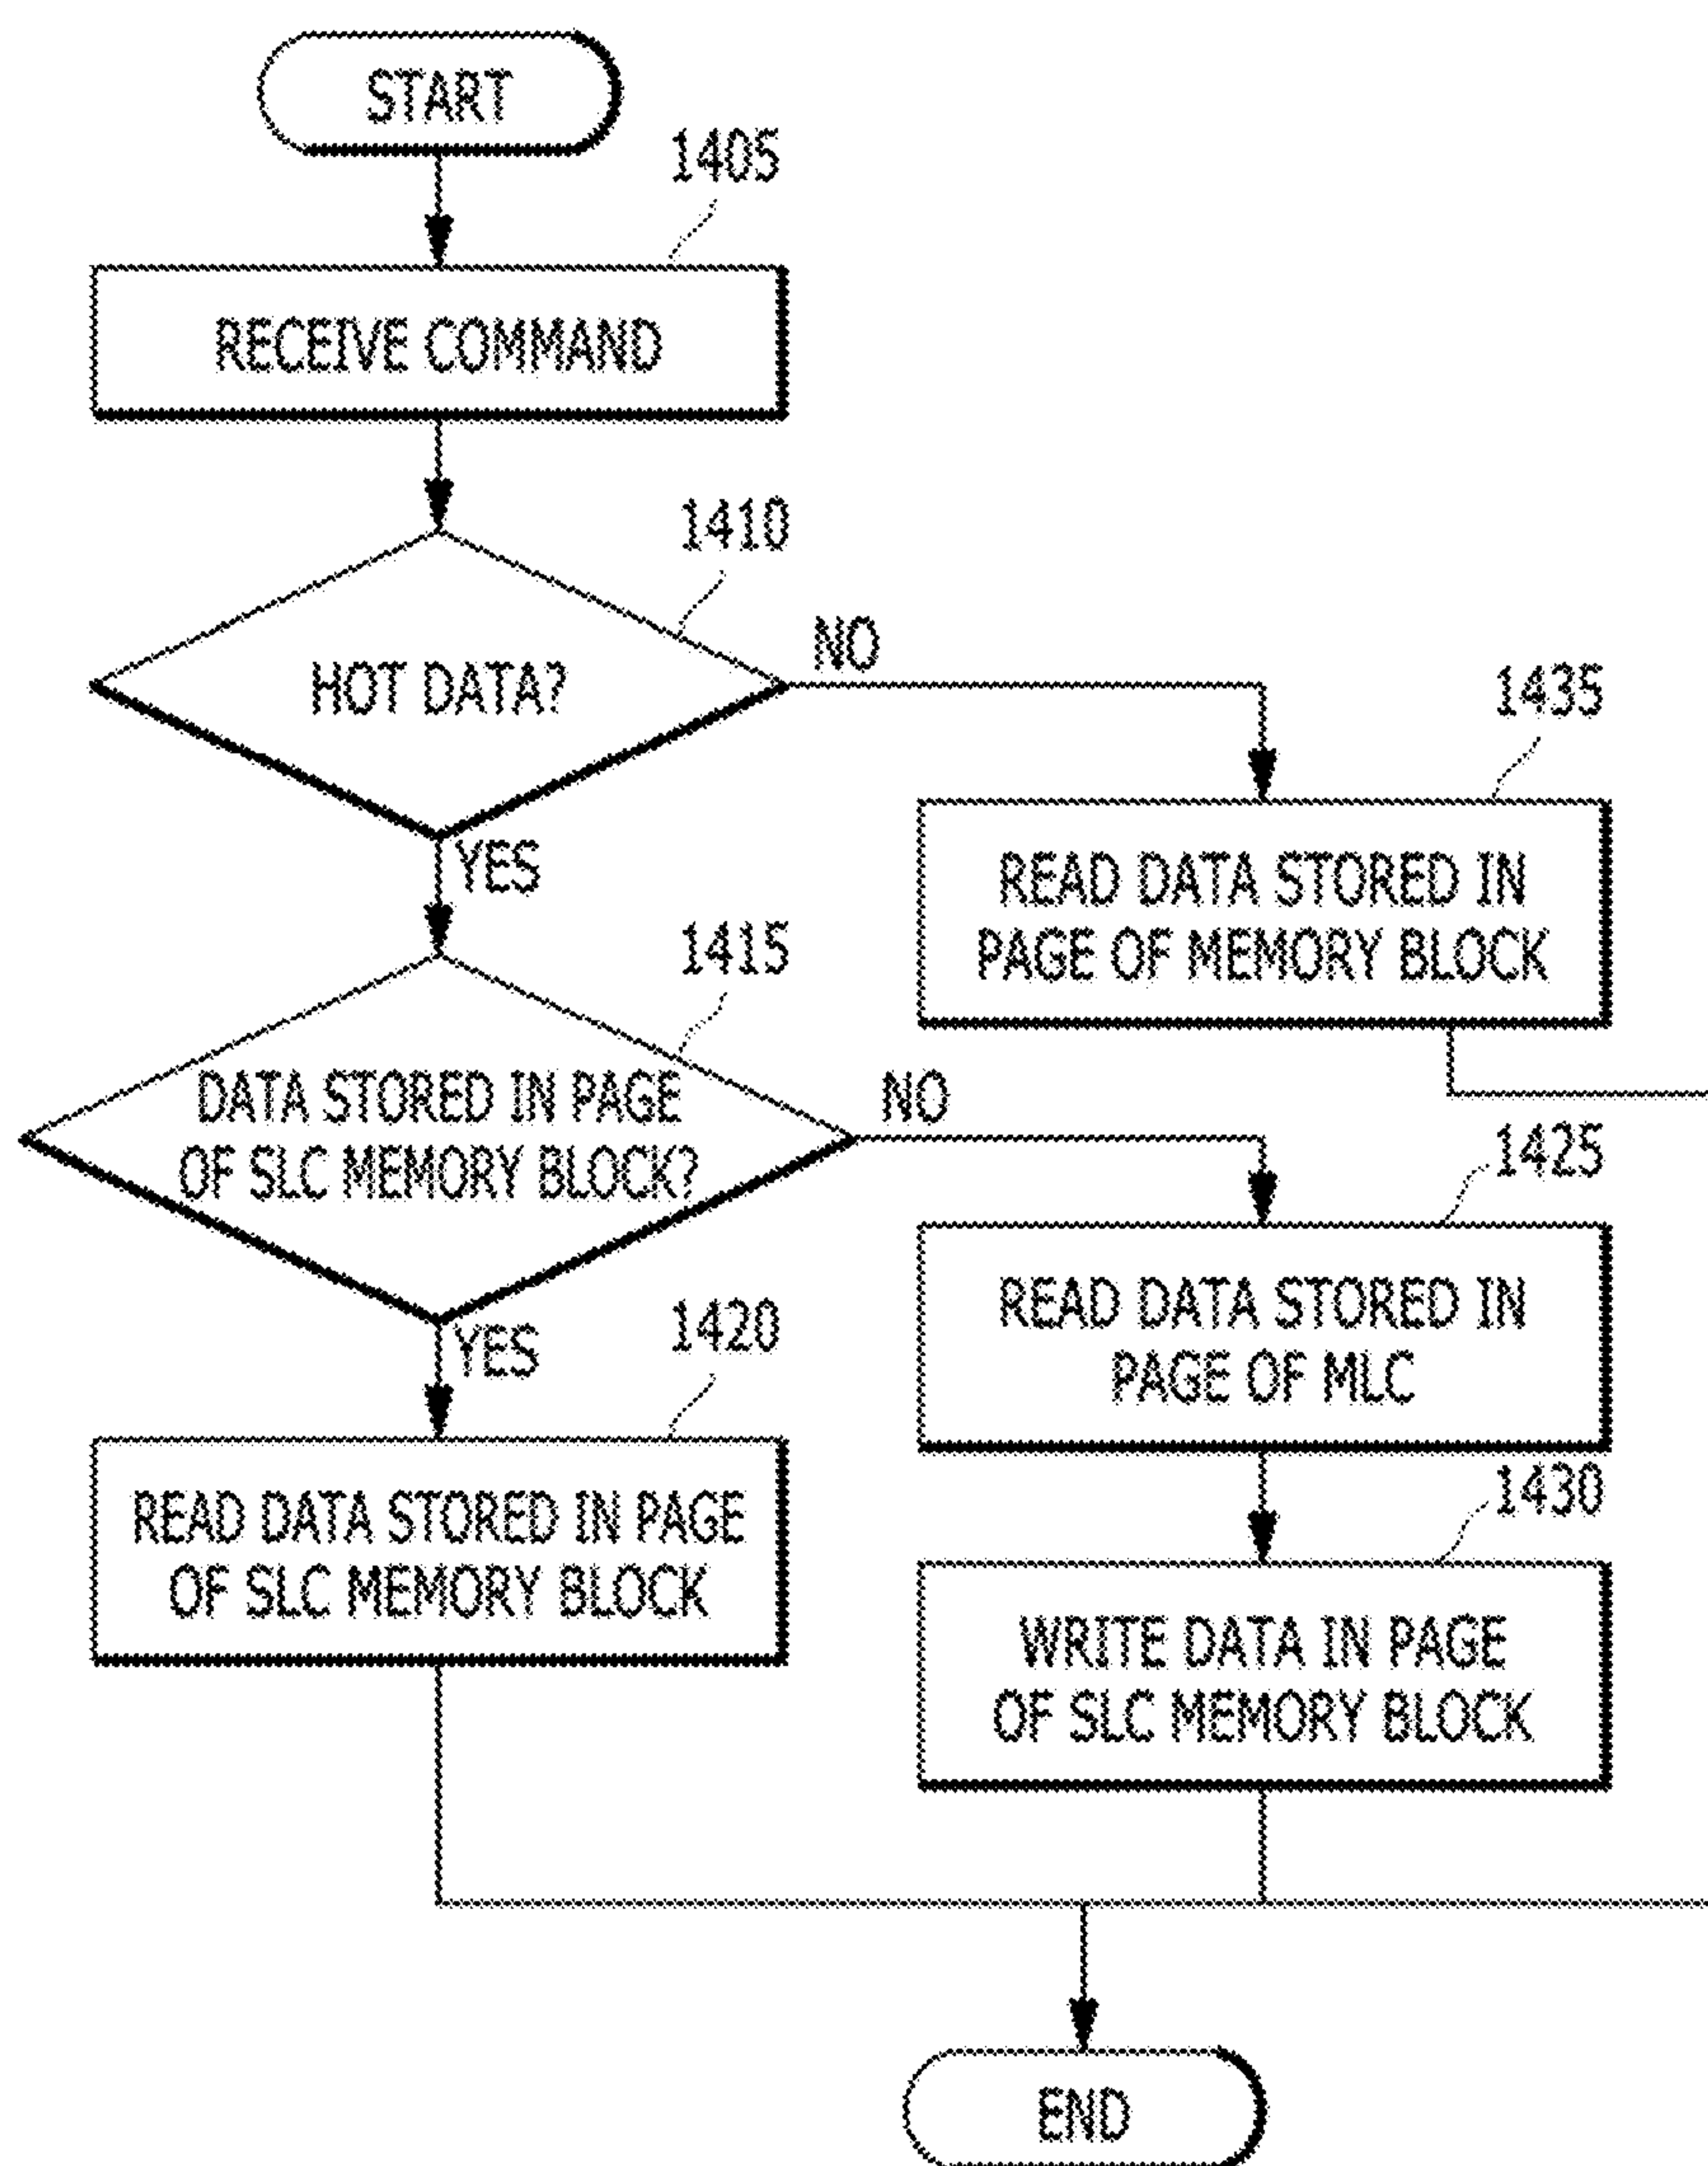 START
1405
RECEIVE COMMAND
1410
HOT DATA?
NO
YES
1435
READ DATA STORED IN
PAGE OF MEMORY BLOCK
1415
DATA STORED IN PAGE
OF SLC MEMORY BLOCK?
NO
YES
1425
READ DATA STORED IN
PAGE OF MLC
1420
READ DATA STORED IN PAGE
OF SLC MEMORY BLOCK
1430
WRITE DATA IN PAGE
OF SLC MEMORY BLOCK
END